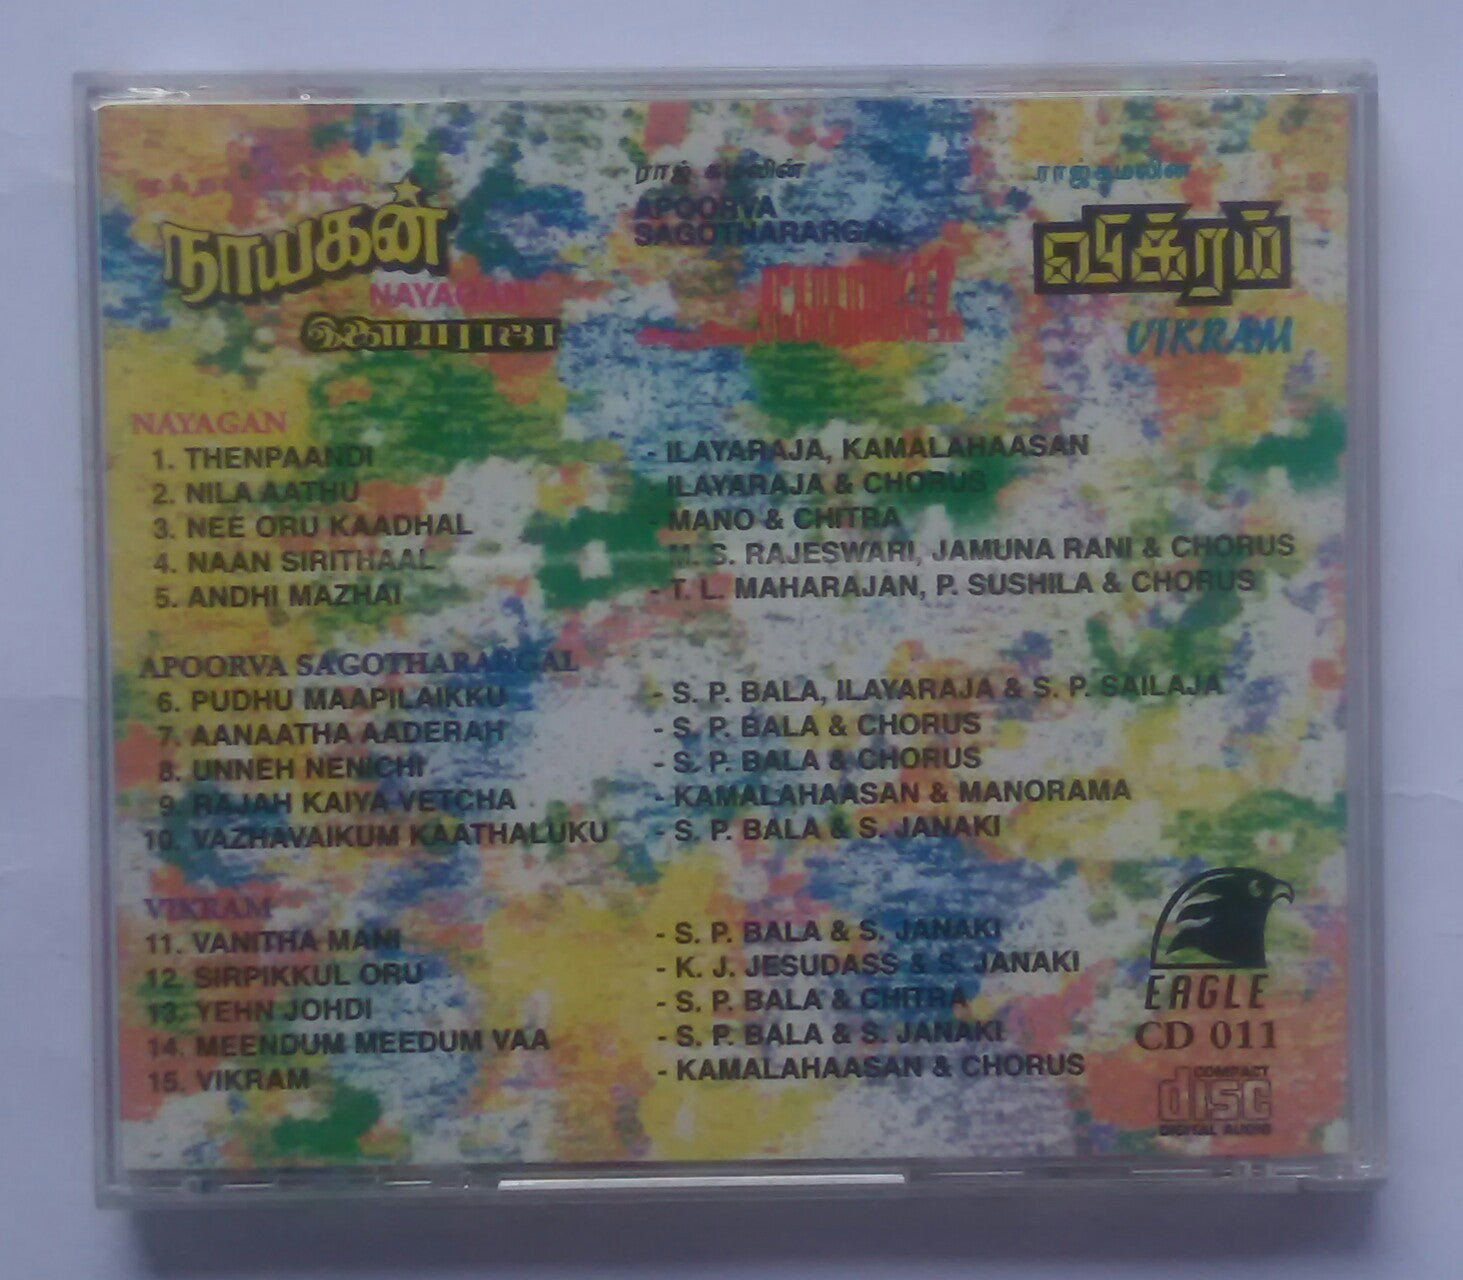 ராஜ் கமலின்
ராஜ்கமலின்
நாயகன்
NAYAGAN
இளையராஜா
APOORVA
SAGOTHARARGAL
விக்ரம்
VIKRAM
NAYAGAN
1. THENPAANDI - ILAYARAJA, KAMALAHAASAN
2. NILA AATHU - ILAYARAJA & CHORUS
3. NEE ORU KAADHAL - MANO & CHITRA
4. NAAN SIRITHAAL - M. S. RAJESWARI, JAMUNA RANI & CHORUS
5. ANDHI MAZHAI - T. L. MAHARAJAN, P. SUSHILA & CHORUS
APOORVA SAGOTHARARGAL
6. PUDHU MAAPILAIKKU - S. P. BALA, ILAYARAJA & S. P. SAILAJA
7. AANAATHA AADERAH - S. P. BALA & CHORUS
8. UNNEH NENICHI - S. P. BALA & CHORUS
9. RAJAH KAIYA VETCHA - KAMALAHAASAN & MANORAMA
10. VAZHAVAIKUM KAATHALUKU - S. P. BALA & S. JANAKI
VIKRAM
11. VANITHA MANI - S. P. BALA & S. JANAKI
12. SIRPIKKUL ORU - K. J. JESUDASS & S. JANAKI
13. YEHN JOHDI - S. P. BALA & CHITRA
14. MEENDUM MEEDUM VAA - S. P. BALA & S. JANAKI
15. VIKRAM - KAMALAHAASAN & CHORUS
EAGLE
CD 011
COMPACT
disc
DIGITAL AUDIO